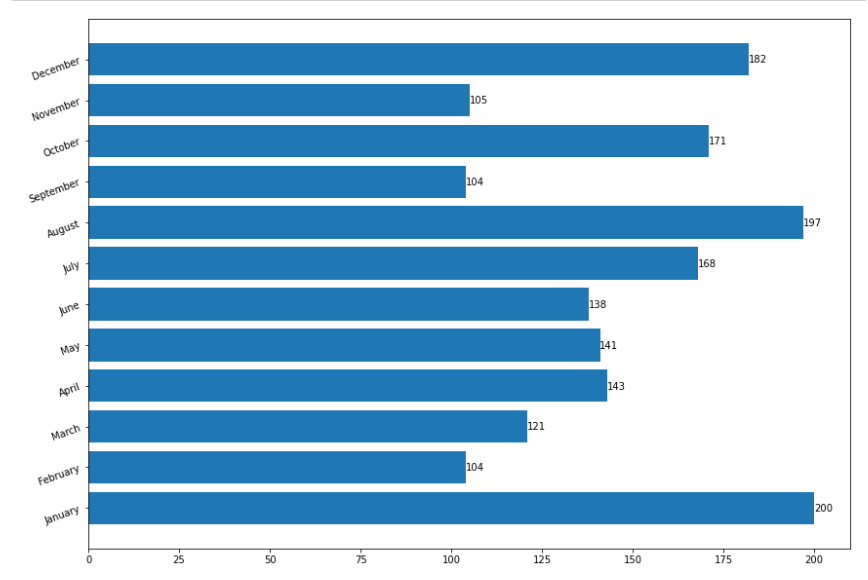 December 182
November 105
October 171
September 104
August 197
July 168
June 138
May 141
April 143
March 121
February 104
January 200
0 25 50 75 100 125 150 175 200